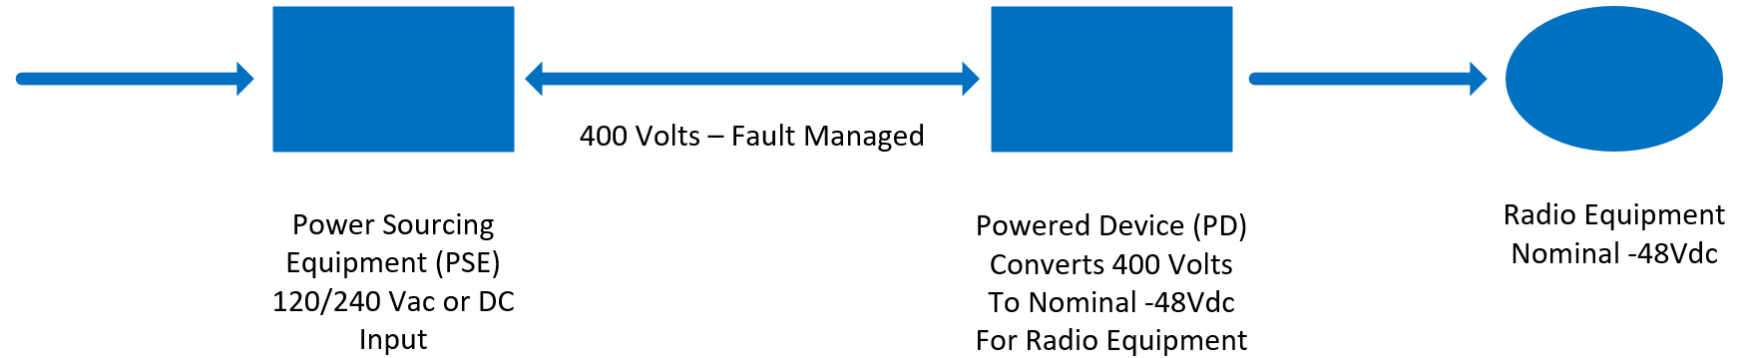 400 Volts – Fault Managed
Power Sourcing
Equipment (PSE)
120/240 Vac or DC
Input
Powered Device (PD)
Converts 400 Volts
To Nominal -48Vdc
For Radio Equipment
Radio Equipment
Nominal -48Vdc